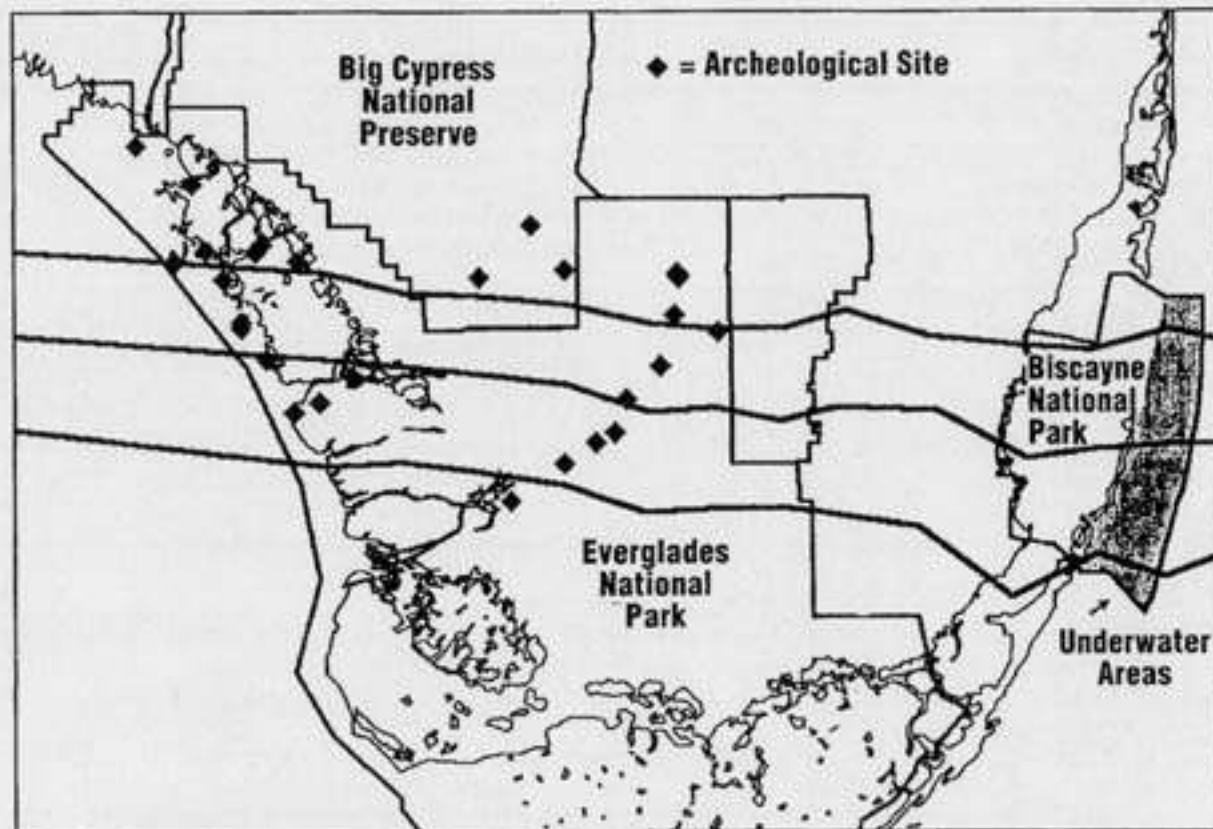 Big Cypress
National
Preserve
◆ = Archeological Site
Biscayne
National
Park
Everglades
National
Park
Underwater
Areas